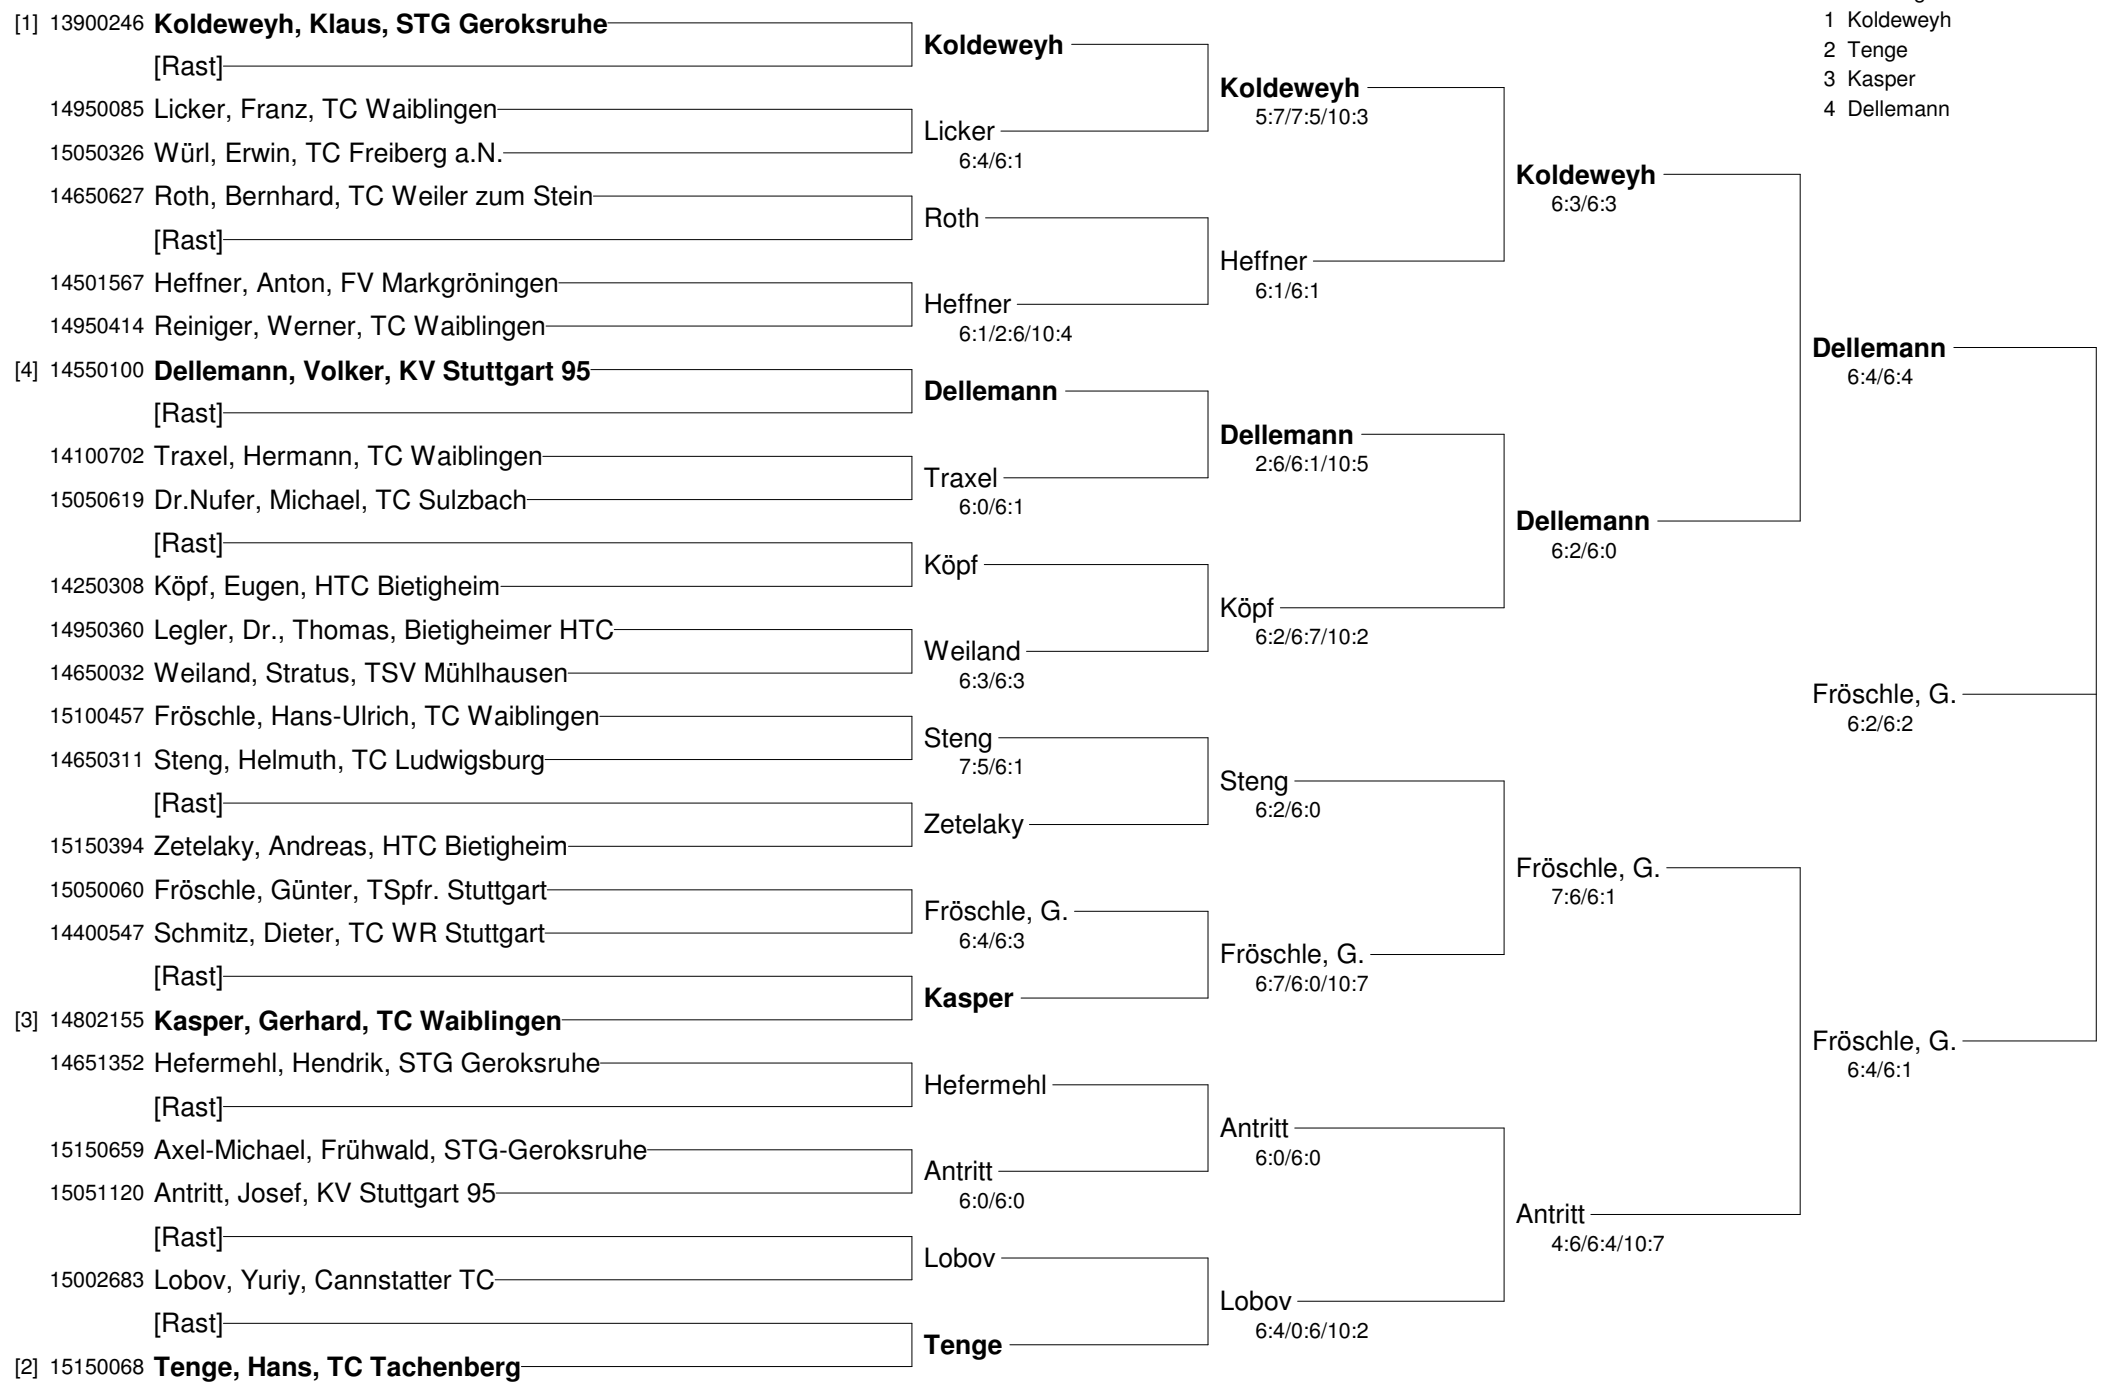 [1] 13900246 Koldeweyh, Klaus, STG Geroksruhe
[Rast]
14950085 Licker, Franz, TC Waiblingen
15050326 Würl, Erwin, TC Freiberg a.N.
14650627 Roth, Bernhard, TC Weiler zum Stein
[Rast]
14501567 Heffner, Anton, FV Markgröningen
14950414 Reiniger, Werner, TC Waiblingen
[4] 14550100 Dellemann, Volker, KV Stuttgart 95
[Rast]
14100702 Traxel, Hermann, TC Waiblingen
15050619 Dr.Nufer, Michael, TC Sulzbach
[Rast]
14250308 Köpf, Eugen, HTC Bietigheim
14950360 Legler, Dr., Thomas, Bietigheimer HTC
14650032 Weiland, Stratus, TSV Mühlhausen
15100457 Fröschle, Hans-Ulrich, TC Waiblingen
14650311 Steng, Helmuth, TC Ludwigsburg
[Rast]
15150394 Zetelaky, Andreas, HTC Bietigheim
15050060 Fröschle, Günter, TSpfr. Stuttgart
14400547 Schmitz, Dieter, TC WR Stuttgart
[Rast]
[3] 14802155 Kasper, Gerhard, TC Waiblingen
14651352 Hefermehl, Hendrik, STG Geroksruhe
[Rast]
15150659 Axel-Michael, Frühwald, STG-Geroksruhe
15051120 Antritt, Josef, KV Stuttgart 95
[Rast]
15002683 Lobov, Yuriy, Cannstatter TC
[Rast]
[2] 15150068 Tenge, Hans, TC Tachenberg
Koldeweyh
Licker
6:4/6:1
Roth
Heffner
6:1/2:6/10:4
Dellemann
Traxel
6:0/6:1
Köpf
Weiland
6:3/6:3
Steng
7:5/6:1
Zetelaky
Fröschle, G.
6:4/6:3
Kasper
Hefermehl
Antritt
6:0/6:0
Lobov
Tenge
Koldeweyh
5:7/7:5/10:3
Heffner
6:1/6:1
Dellemann
2:6/6:1/10:5
Köpf
6:2/6:7/10:2
Steng
6:2/6:0
Fröschle, G.
6:7/6:0/10:7
Antritt
6:0/6:0
Lobov
6:4/0:6/10:2
Koldeweyh
6:3/6:3
Dellemann
6:2/6:0
Fröschle, G.
7:6/6:1
Antritt
4:6/6:4/10:7
1 Koldeweyh
2 Tenge
3 Kasper
4 Dellemann
Dellemann
6:4/6:4
Fröschle, G.
6:2/6:2
Fröschle, G.
6:4/6:1